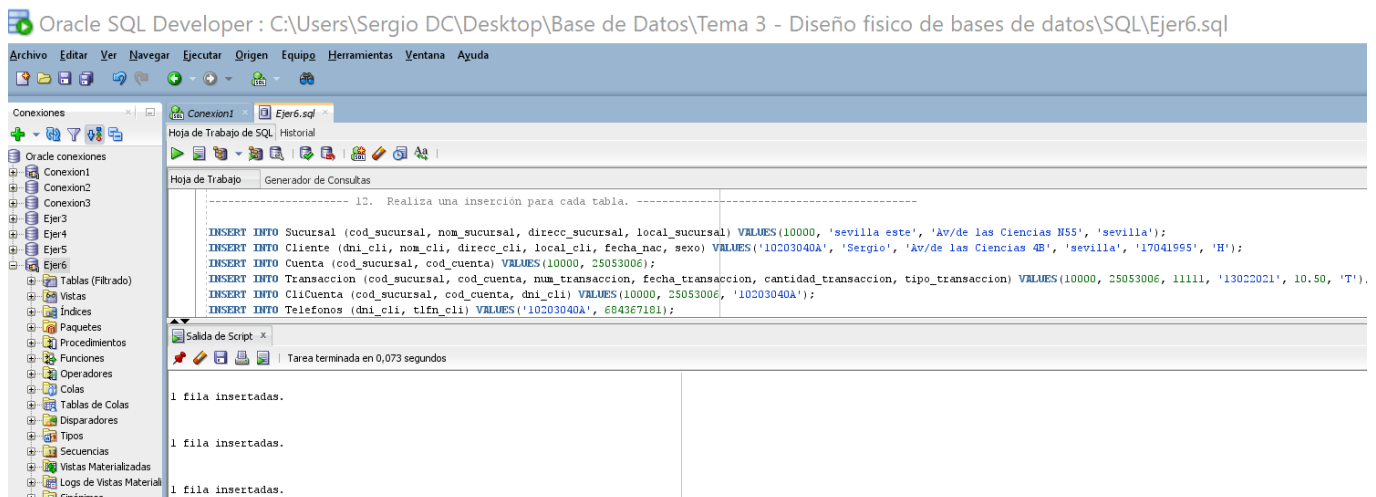 Oracle SQL Developer : C:\Users\Sergio DC\Desktop\Base de Datos\Tema 3 - Diseño fisico de bases de datos\SQL\Ejer6.sql
Archivo Editar Ver Navegar Ejecutar Origen Equipo Herramientas Ventana Ayuda
Conexiones
Oracle conexiones
Conexion1
Conexion2
Conexion3
Ejer3
Ejer4
Ejer5
Ejer6
Tablas (Filtrado)
Vistas
Índices
Paquetes
Procedimientos
Funciones
Operadores
Colas
Tablas de Colas
Disparadores
Tipos
Secuencias
Vistas Materializadas
Logs de Vistas Materiali
Conexion1 Ejer6.sql
Hoja de Trabajo de SQL Historial
Hoja de Trabajo Generador de Consultas
---------------------- 12. Realiza una inserción para cada tabla. --------------------------------------------
INSERT INTO Sucursal (cod_sucursal, nom_sucursal, direcc_sucursal, local_sucursal) VALUES(10000, 'sevilla este', 'Av/de las Ciencias N55', 'sevilla');
INSERT INTO Cliente (dni_cli, nom_cli, direcc_cli, local_cli, fecha_nac, sexo) VALUES('10203040A', 'Sergio', 'Av/de las Ciencias 4B', 'sevilla', '17041995', 'H');
INSERT INTO Cuenta (cod_sucursal, cod_cuenta) VALUES(10000, 25053006);
INSERT INTO Transaccion (cod_sucursal, cod_cuenta, num_transaccion, fecha_transaccion, cantidad_transaccion, tipo_transaccion) VALUES(10000, 25053006, 11111, '13022021', 10.50, 'T')
INSERT INTO CliCuenta (cod_sucursal, cod_cuenta, dni_cli) VALUES(10000, 25053006, '10203040A');
INSERT INTO Telefonos (dni_cli, tlfn_cli) VALUES('10203040A', 684367181);
Salida de Script
Tarea terminada en 0,073 segundos
1 fila insertadas.
1 fila insertadas.
1 fila insertadas.